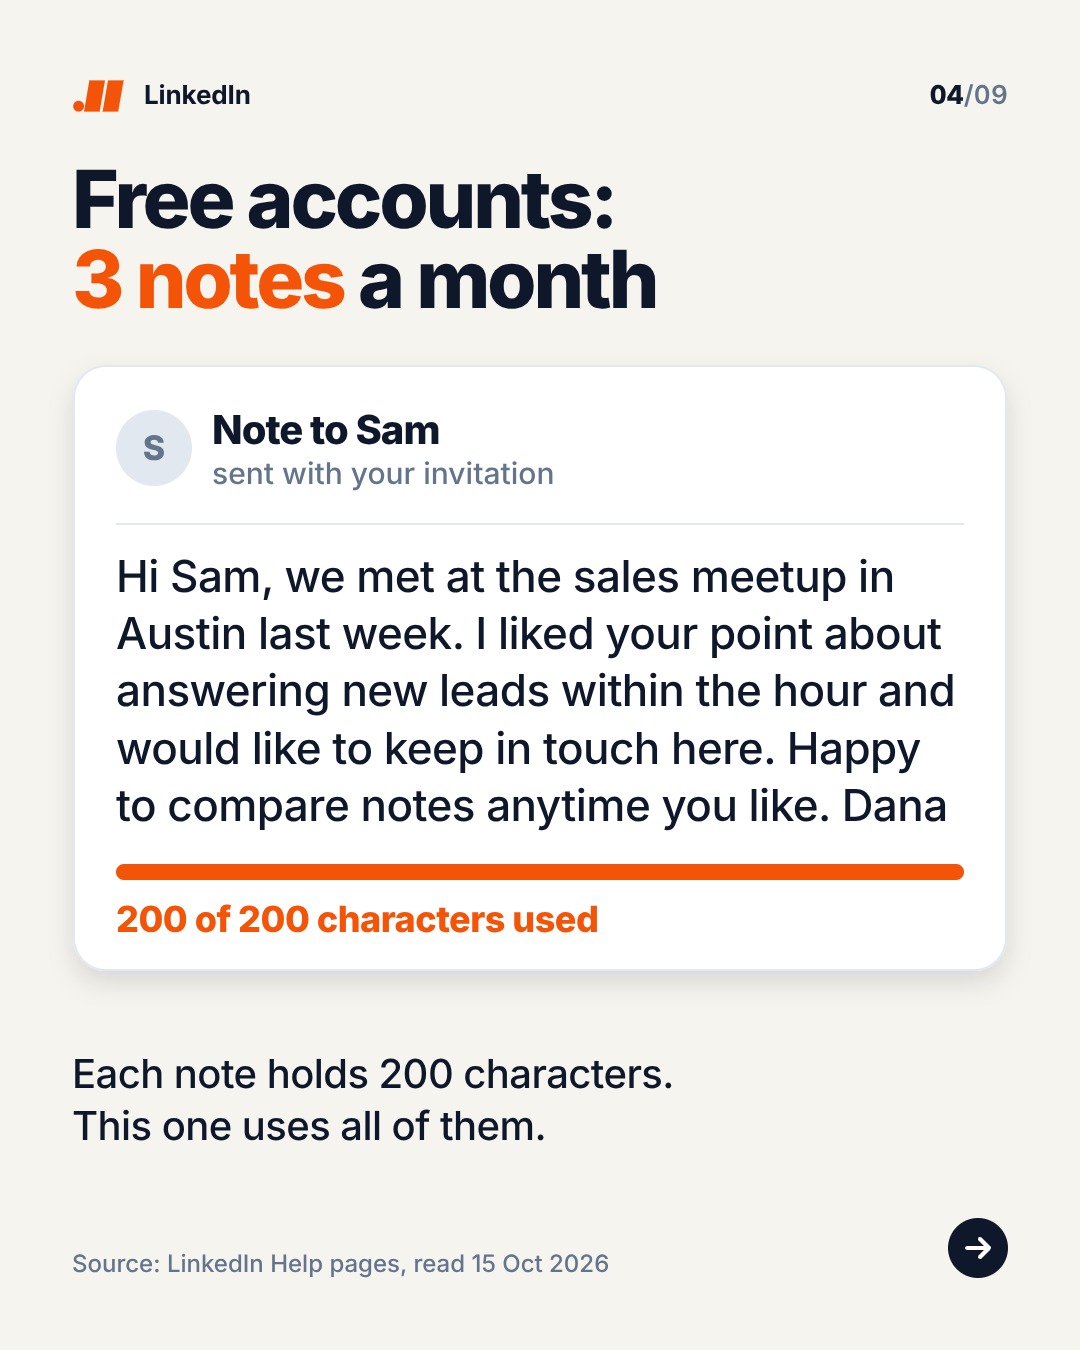 LinkedIn
04/09
Free accounts:
3 notes a month
S
Note to Sam
sent with your invitation
Hi Sam, we met at the sales meetup in
Austin last week. I liked your point about
answering new leads within the hour and
would like to keep in touch here. Happy
to compare notes anytime you like. Dana
200 of 200 characters used
Each note holds 200 characters.
This one uses all of them.
Source: LinkedIn Help pages, read 15 Oct 2026